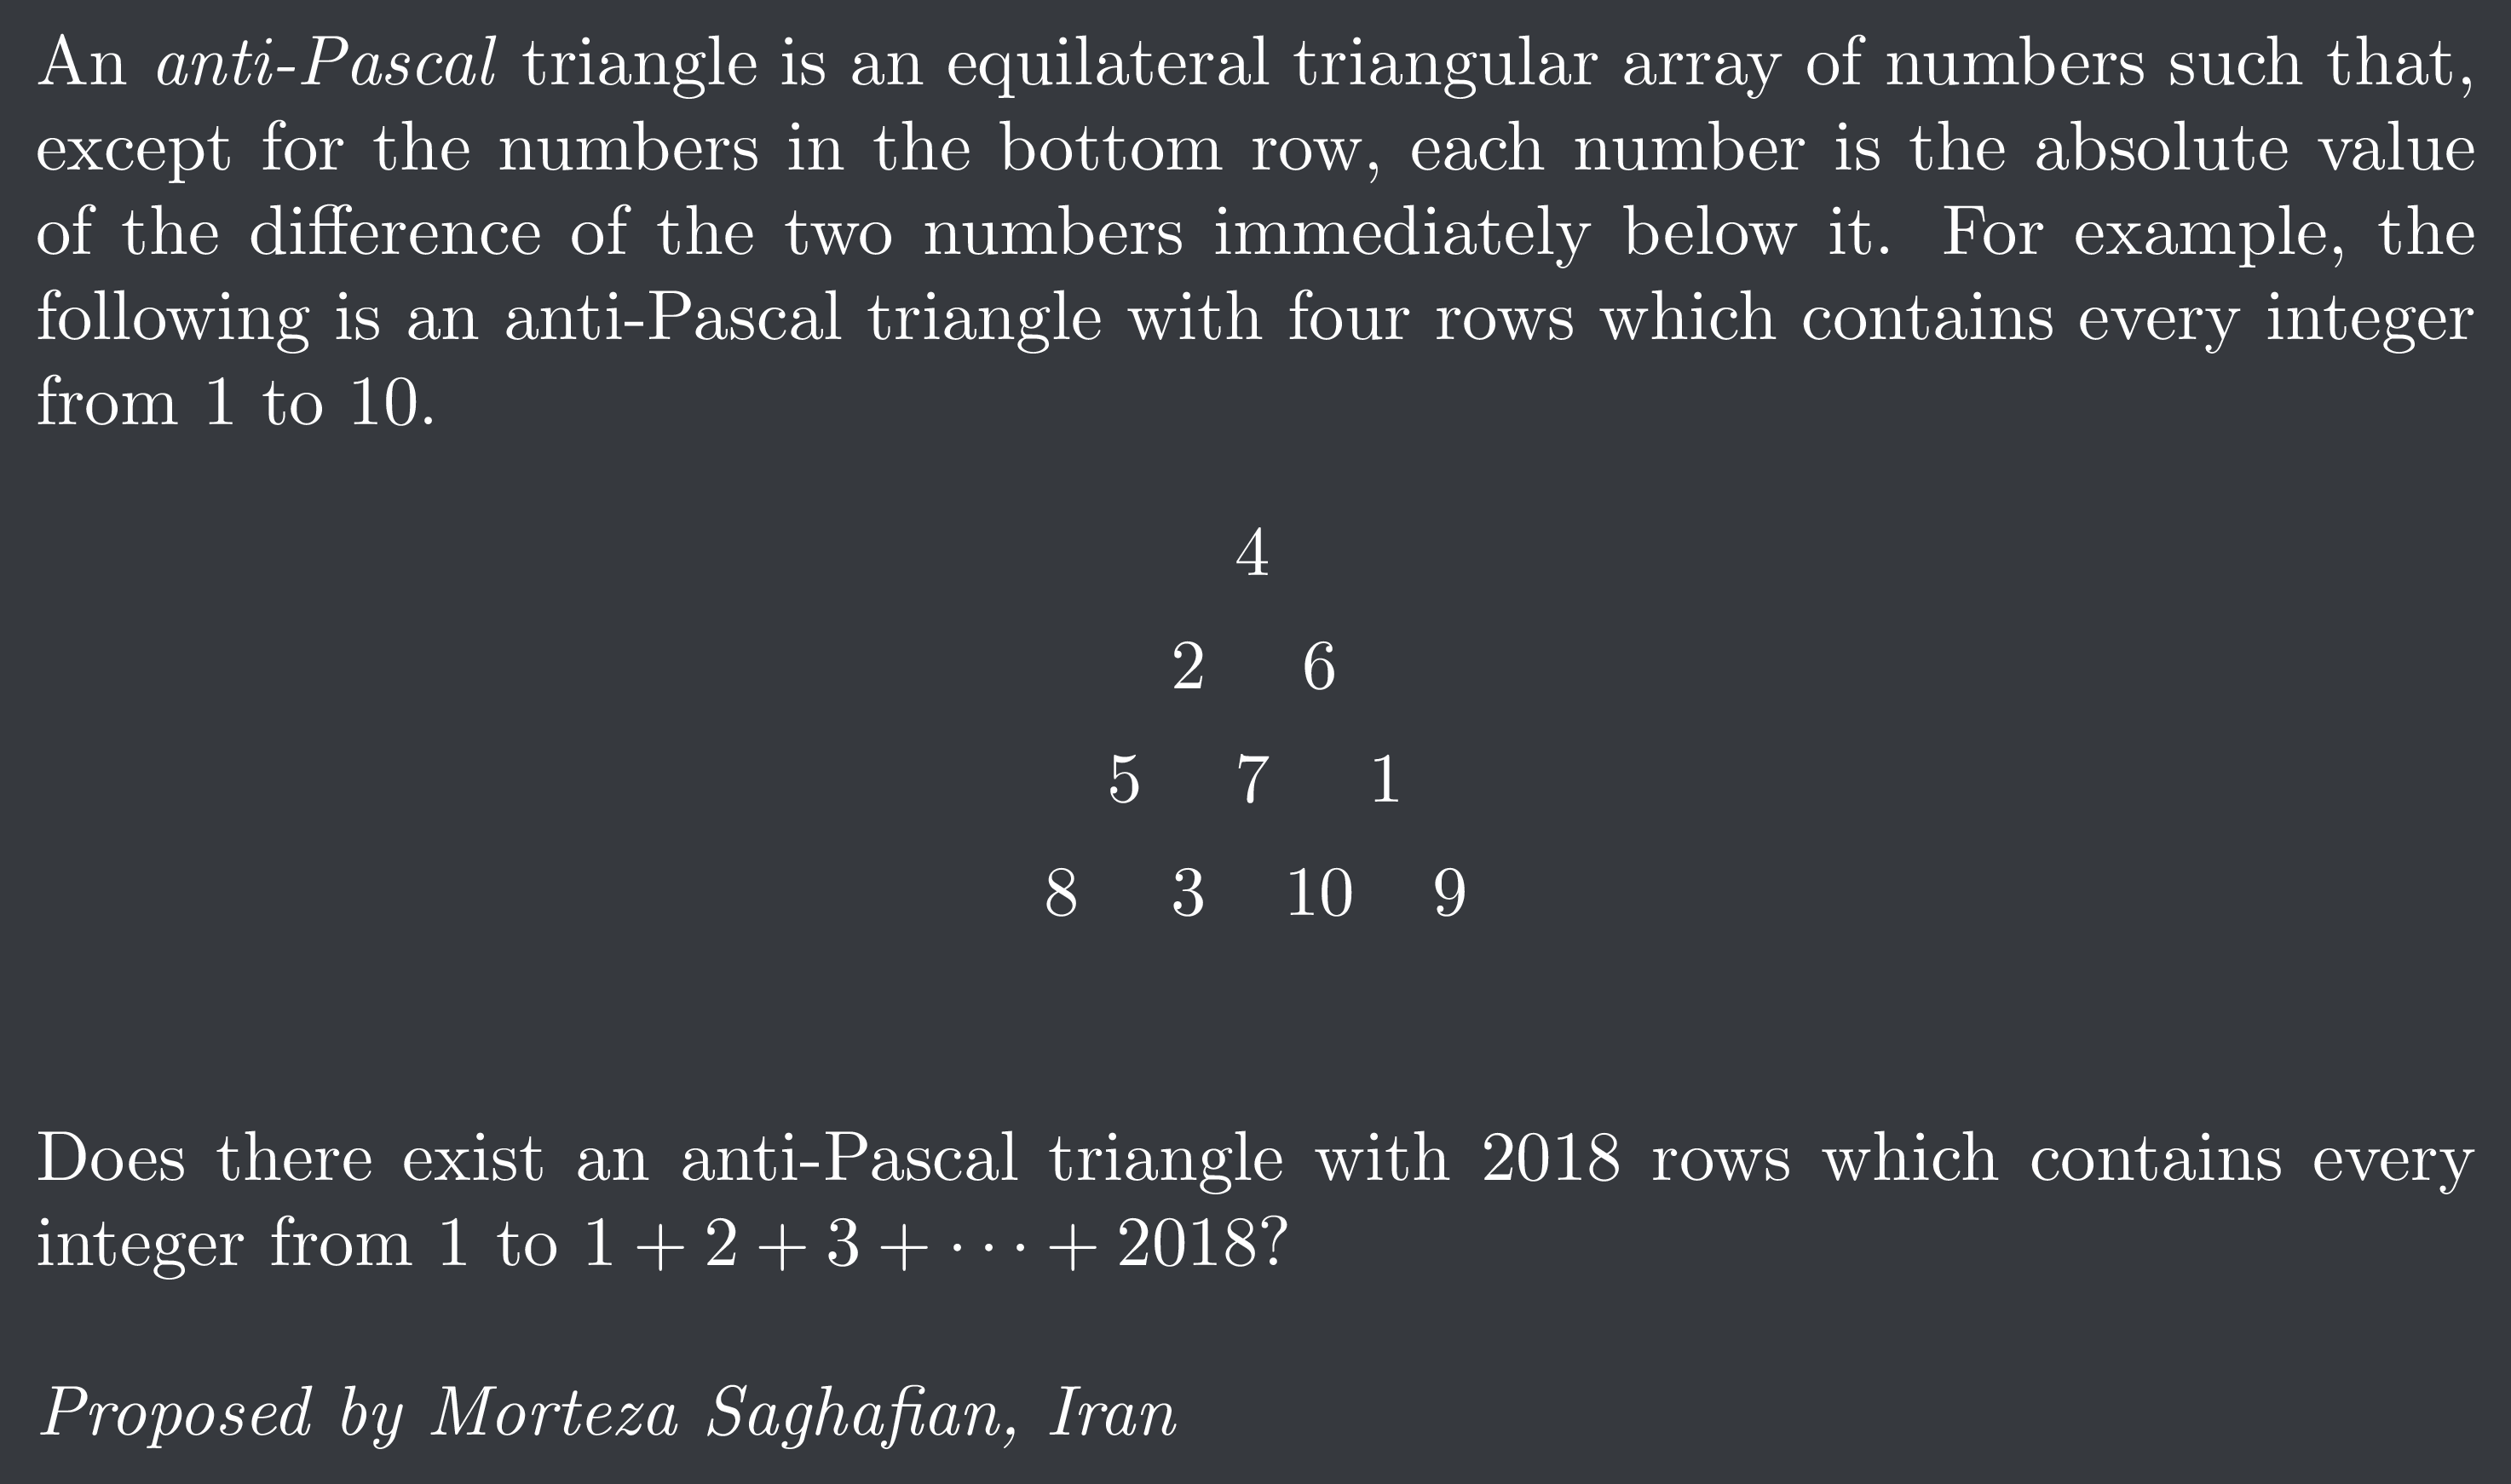 An anti-Pascal triangle is an equilateral triangular array of numbers such that,
except for the numbers in the bottom row, each number is the absolute value
of the difference of the two numbers immediately below it. For example, the
following is an anti-Pascal triangle with four rows which contains every integer
from 1 to 10.
4
2 6
5 7 1
8 3 10 9
Does there exist an anti-Pascal triangle with 2018 rows which contains every
integer from 1 to 1 + 2 + 3 + · · · + 2018?
Proposed by Morteza Saghafian, Iran